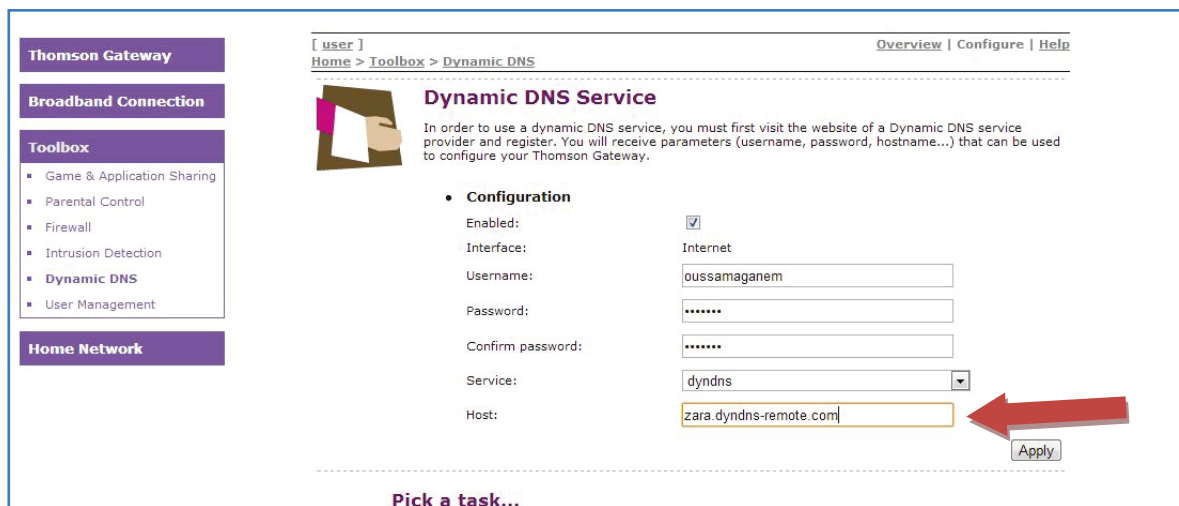 Thomson Gateway
Broadband Connection
Toolbox
Game & Application Sharing
Parental Control
Firewall
Intrusion Detection
Dynamic DNS
User Management
Home Network
[ user ]
Overview | Configure | Help
Home > Toolbox > Dynamic DNS
Dynamic DNS Service
In order to use a dynamic DNS service, you must first visit the website of a Dynamic DNS service
provider and register. You will receive parameters (username, password, hostname...) that can be used
to configure your Thomson Gateway.
Configuration
Enabled:
Interface: Internet
Username: oussamaganem
Password: •••••••
Confirm password: •••••••
Service: dyndns
Host: zara.dyndns-remote.com
Apply
Pick a task...